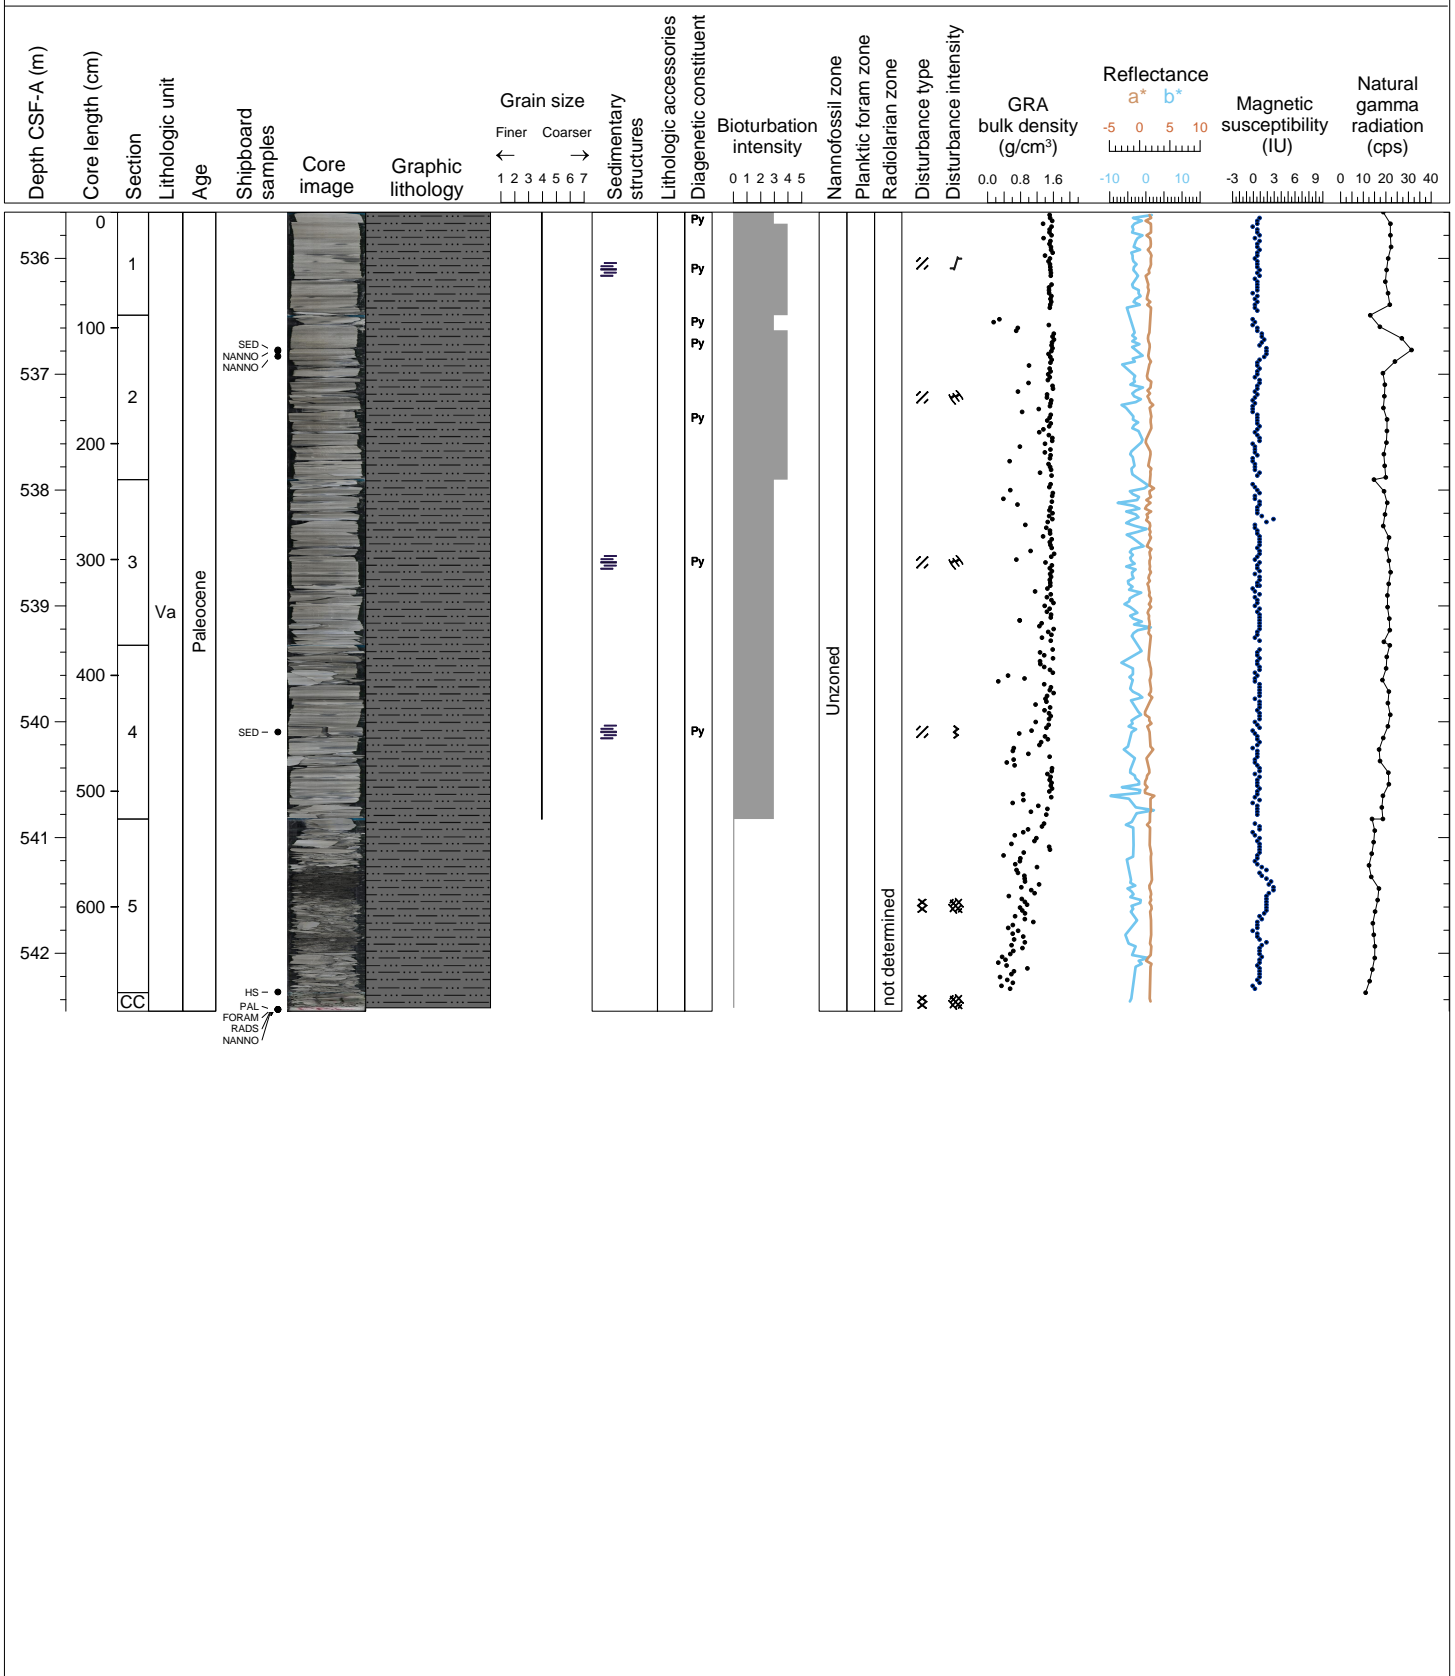 Depth CSF-A (m)
Core length (cm)
Section
Lithologic unit
Age
Shipboard
samples
Core
image
Graphic
lithology
Grain size
Finer Coarser
1 2 3 4 5 6 7
Sedimentary
structures
Lithologic accessories
Diagenetic constituent
Bioturbation
intensity
0 1 2 3 4 5
Nannofossil zone
Planktic foram zone
Radiolarian zone
Disturbance type
Disturbance intensity
GRA
bulk density
(g/cm³)
0.0 0.8 1.6
Reflectance
a* b*
-5 0 5 10
-10 0 10
Magnetic
susceptibility
(IU)
-3 0 3 6 9
Natural
gamma
radiation
(cps)
0 10 20 30 40
536
537
538
539
540
541
542
0
100
200
300
400
500
600
1
2
3
4
5
CC
Va
Paleocene
SED
NANNO
NANNO
SED
HS
PAL
FORAM
RADS
NANNO
Py
Py
Py
Py
Py
Py
Py
Unzoned
not determined